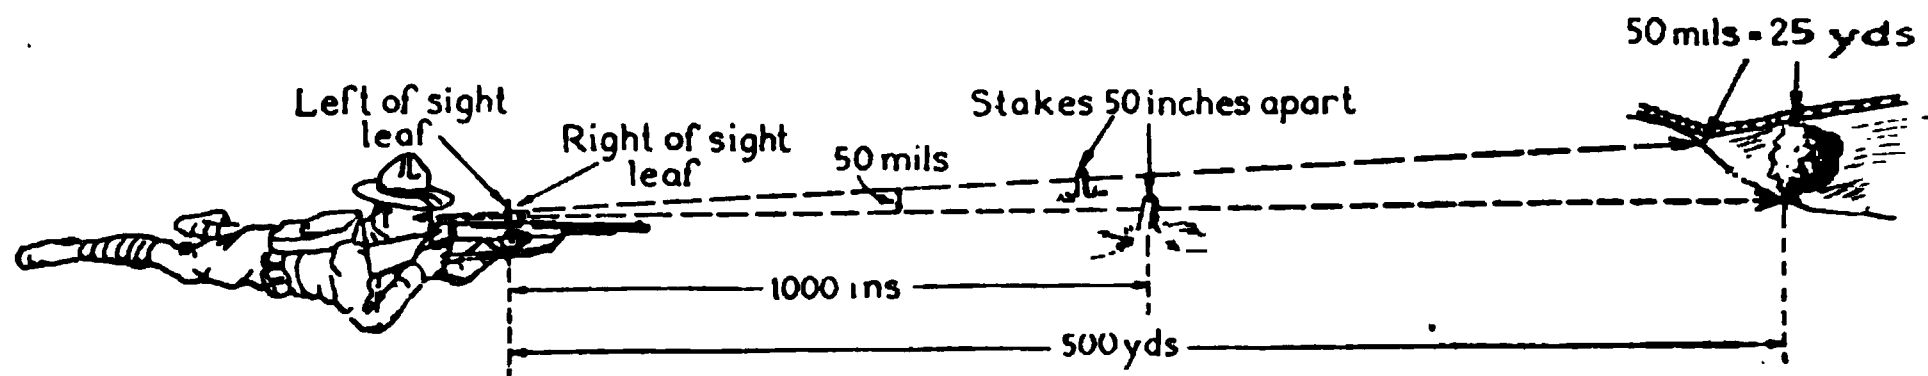 50 mils = 25 yds
Left of sight
leaf
Stakes 50 inches apart
Right of sight
leaf
50 mils
1000 ins
500 yds